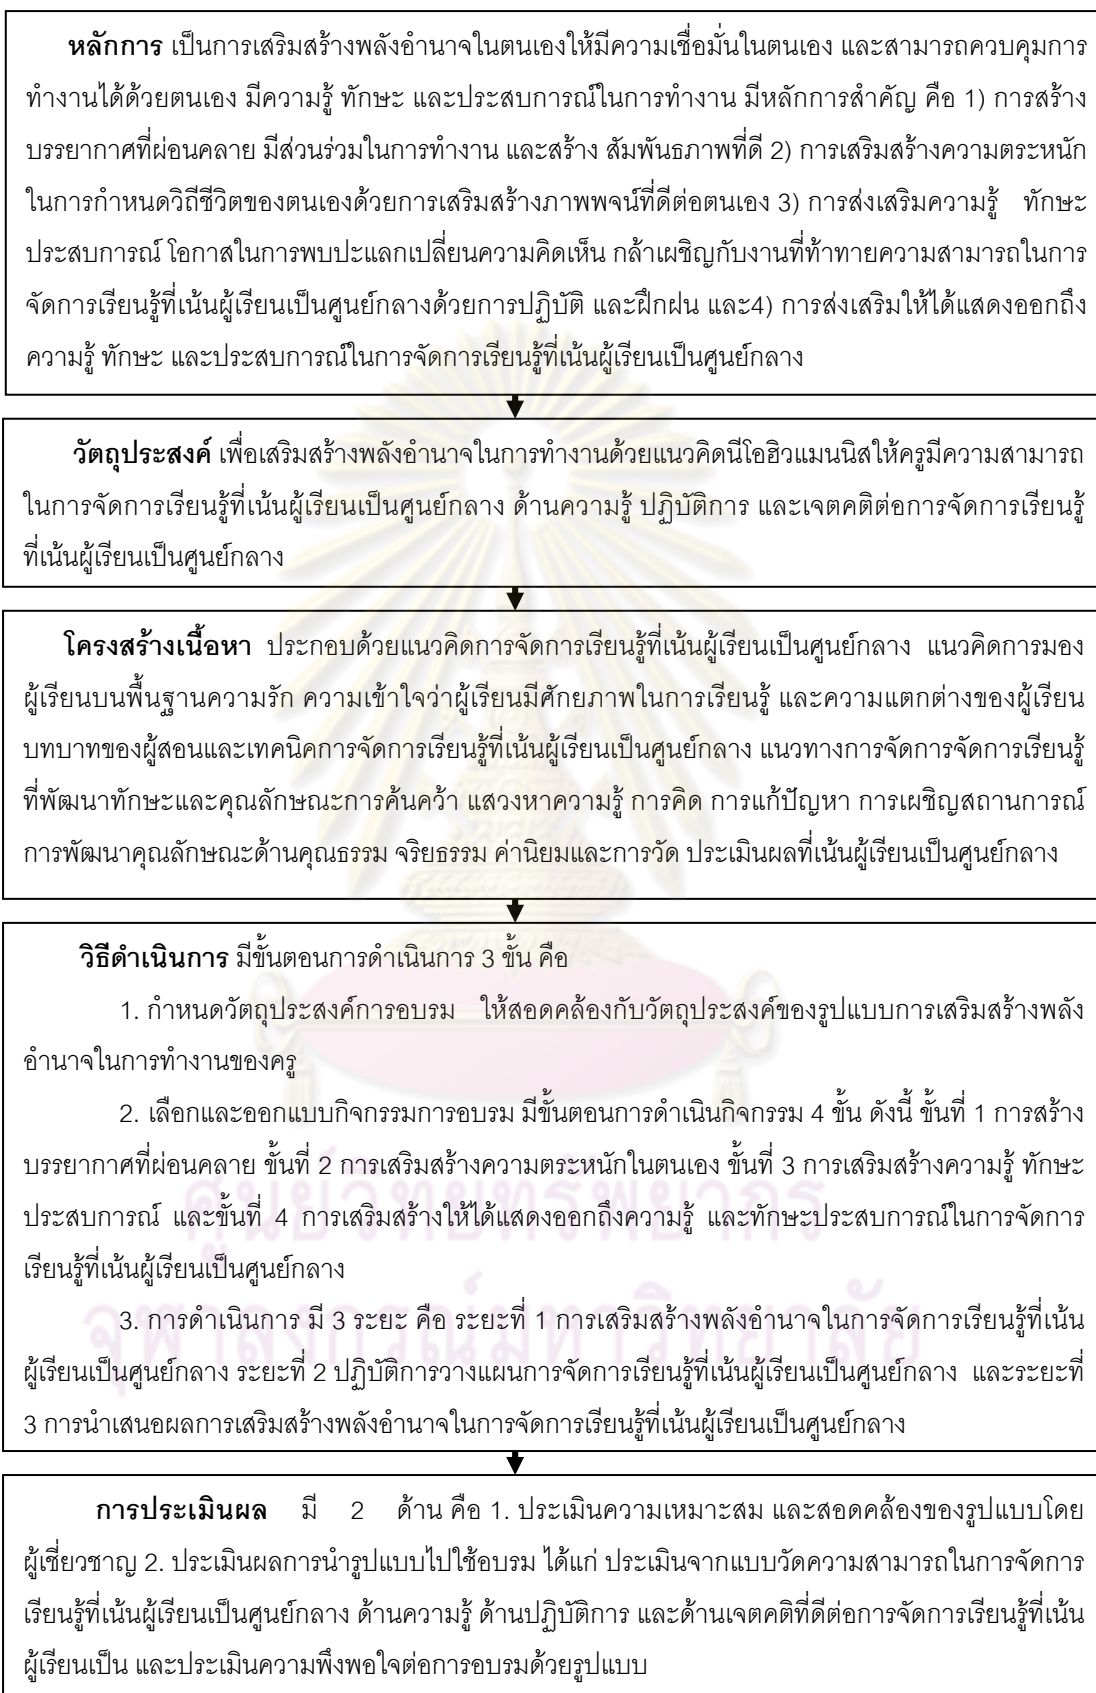 หลักการ เป็นการเสริมสร้างพลังอำนาจในตนเองให้มีความเชื่อมั่นในตนเอง และสามารถควบคุมการ
ทำงานได้ด้วยตนเอง มีความรู้ ทักษะ และประสบการณ์ในการทำงาน มีหลักการสำคัญ คือ 1) การสร้าง
บรรยากาศที่ผ่อนคลาย มีส่วนร่วมในการทำงาน และสร้าง สัมพันธภาพที่ดี 2) การเสริมสร้างความตระหนัก
ในการกำหนดวิถีชีวิตของตนเองด้วยการเสริมสร้างภาพพจน์ที่ดีต่อตนเอง 3) การส่งเสริมความรู้ ทักษะ
ประสบการณ์ โอกาสในการพบปะแลกเปลี่ยนความคิดเห็น กล้าเผชิญกับงานที่ท้าทายความสามารถในการ
จัดการเรียนรู้ที่เน้นผู้เรียนเป็นศูนย์กลางด้วยการปฏิบัติ และฝึกฝน และ4) การส่งเสริมให้ได้แสดงออกถึง
ความรู้ ทักษะ และประสบการณ์ในการจัดการเรียนรู้ที่เน้นผู้เรียนเป็นศูนย์กลาง
วัตถุประสงค์ เพื่อเสริมสร้างพลังอำนาจในการทำงานด้วยแนวคิดนีโอฮิวแมนนิสให้ครูมีความสามารถ
ในการจัดการเรียนรู้ที่เน้นผู้เรียนเป็นศูนย์กลาง ด้านความรู้ ปฏิบัติการ และเจตคติต่อการจัดการเรียนรู้
ที่เน้นผู้เรียนเป็นศูนย์กลาง
โครงสร้างเนื้อหา ประกอบด้วยแนวคิดการจัดการเรียนรู้ที่เน้นผู้เรียนเป็นศูนย์กลาง แนวคิดการมอง
ผู้เรียนบนพื้นฐานความรัก ความเข้าใจว่าผู้เรียนมีศักยภาพในการเรียนรู้ และความแตกต่างของผู้เรียน
บทบาทของผู้สอนและเทคนิคการจัดการเรียนรู้ที่เน้นผู้เรียนเป็นศูนย์กลาง แนวทางการจัดการจัดการเรียนรู้
ที่พัฒนาทักษะและคุณลักษณะการค้นคว้า แสวงหาความรู้ การคิด การแก้ปัญหา การเผชิญสถานการณ์
การพัฒนาคุณลักษณะด้านคุณธรรม จริยธรรม ค่านิยมและการวัด ประเมินผลที่เน้นผู้เรียนเป็นศูนย์กลาง
วิธีดำเนินการ มีขั้นตอนการดำเนินการ 3 ขั้น คือ
1. กำหนดวัตถุประสงค์การอบรม ให้สอดคล้องกับวัตถุประสงค์ของรูปแบบการเสริมสร้างพลัง
อำนาจในการทำงานของครู
2. เลือกและออกแบบกิจกรรมการอบรม มีขั้นตอนการดำเนินกิจกรรม 4 ขั้น ดังนี้ ขั้นที่ 1 การสร้าง
บรรยากาศที่ผ่อนคลาย ขั้นที่ 2 การเสริมสร้างความตระหนักในตนเอง ขั้นที่ 3 การเสริมสร้างความรู้ ทักษะ
ประสบการณ์ และขั้นที่ 4 การเสริมสร้างให้ได้แสดงออกถึงความรู้ และทักษะประสบการณ์ในการจัดการ
เรียนรู้ที่เน้นผู้เรียนเป็นศูนย์กลาง
ศูนย์วิทยทรัพยากร
3. การดำเนินการ มี 3 ระยะ คือ ระยะที่ 1 การเสริมสร้างพลังอำนาจในการจัดการเรียนรู้ที่เน้น
จุฬาลงกรณ์มหาวิทยาลัย
ผู้เรียนเป็นศูนย์กลาง ระยะที่ 2 ปฏิบัติการวางแผนการจัดการเรียนรู้ที่เน้นผู้เรียนเป็นศูนย์กลาง และระยะที่
3 การนำเสนอผลการเสริมสร้างพลังอำนาจในการจัดการเรียนรู้ที่เน้นผู้เรียนเป็นศูนย์กลาง
การประเมินผล มี 2 ด้าน คือ 1. ประเมินความเหมาะสม และสอดคล้องของรูปแบบโดย
ผู้เชี่ยวชาญ 2. ประเมินผลการนำรูปแบบไปใช้อบรม ได้แก่ ประเมินจากแบบวัดความสามารถในการจัดการ
เรียนรู้ที่เน้นผู้เรียนเป็นศูนย์กลาง ด้านความรู้ ด้านปฏิบัติการ และด้านเจตคติที่ดีต่อการจัดการเรียนรู้ที่เน้น
ผู้เรียนเป็น และประเมินความพึงพอใจต่อการอบรมด้วยรูปแบบ